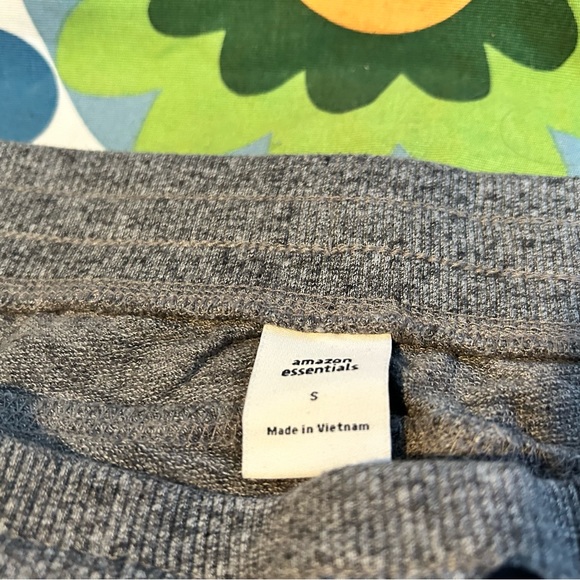 amazon
essentials
S
Made in Vietnam